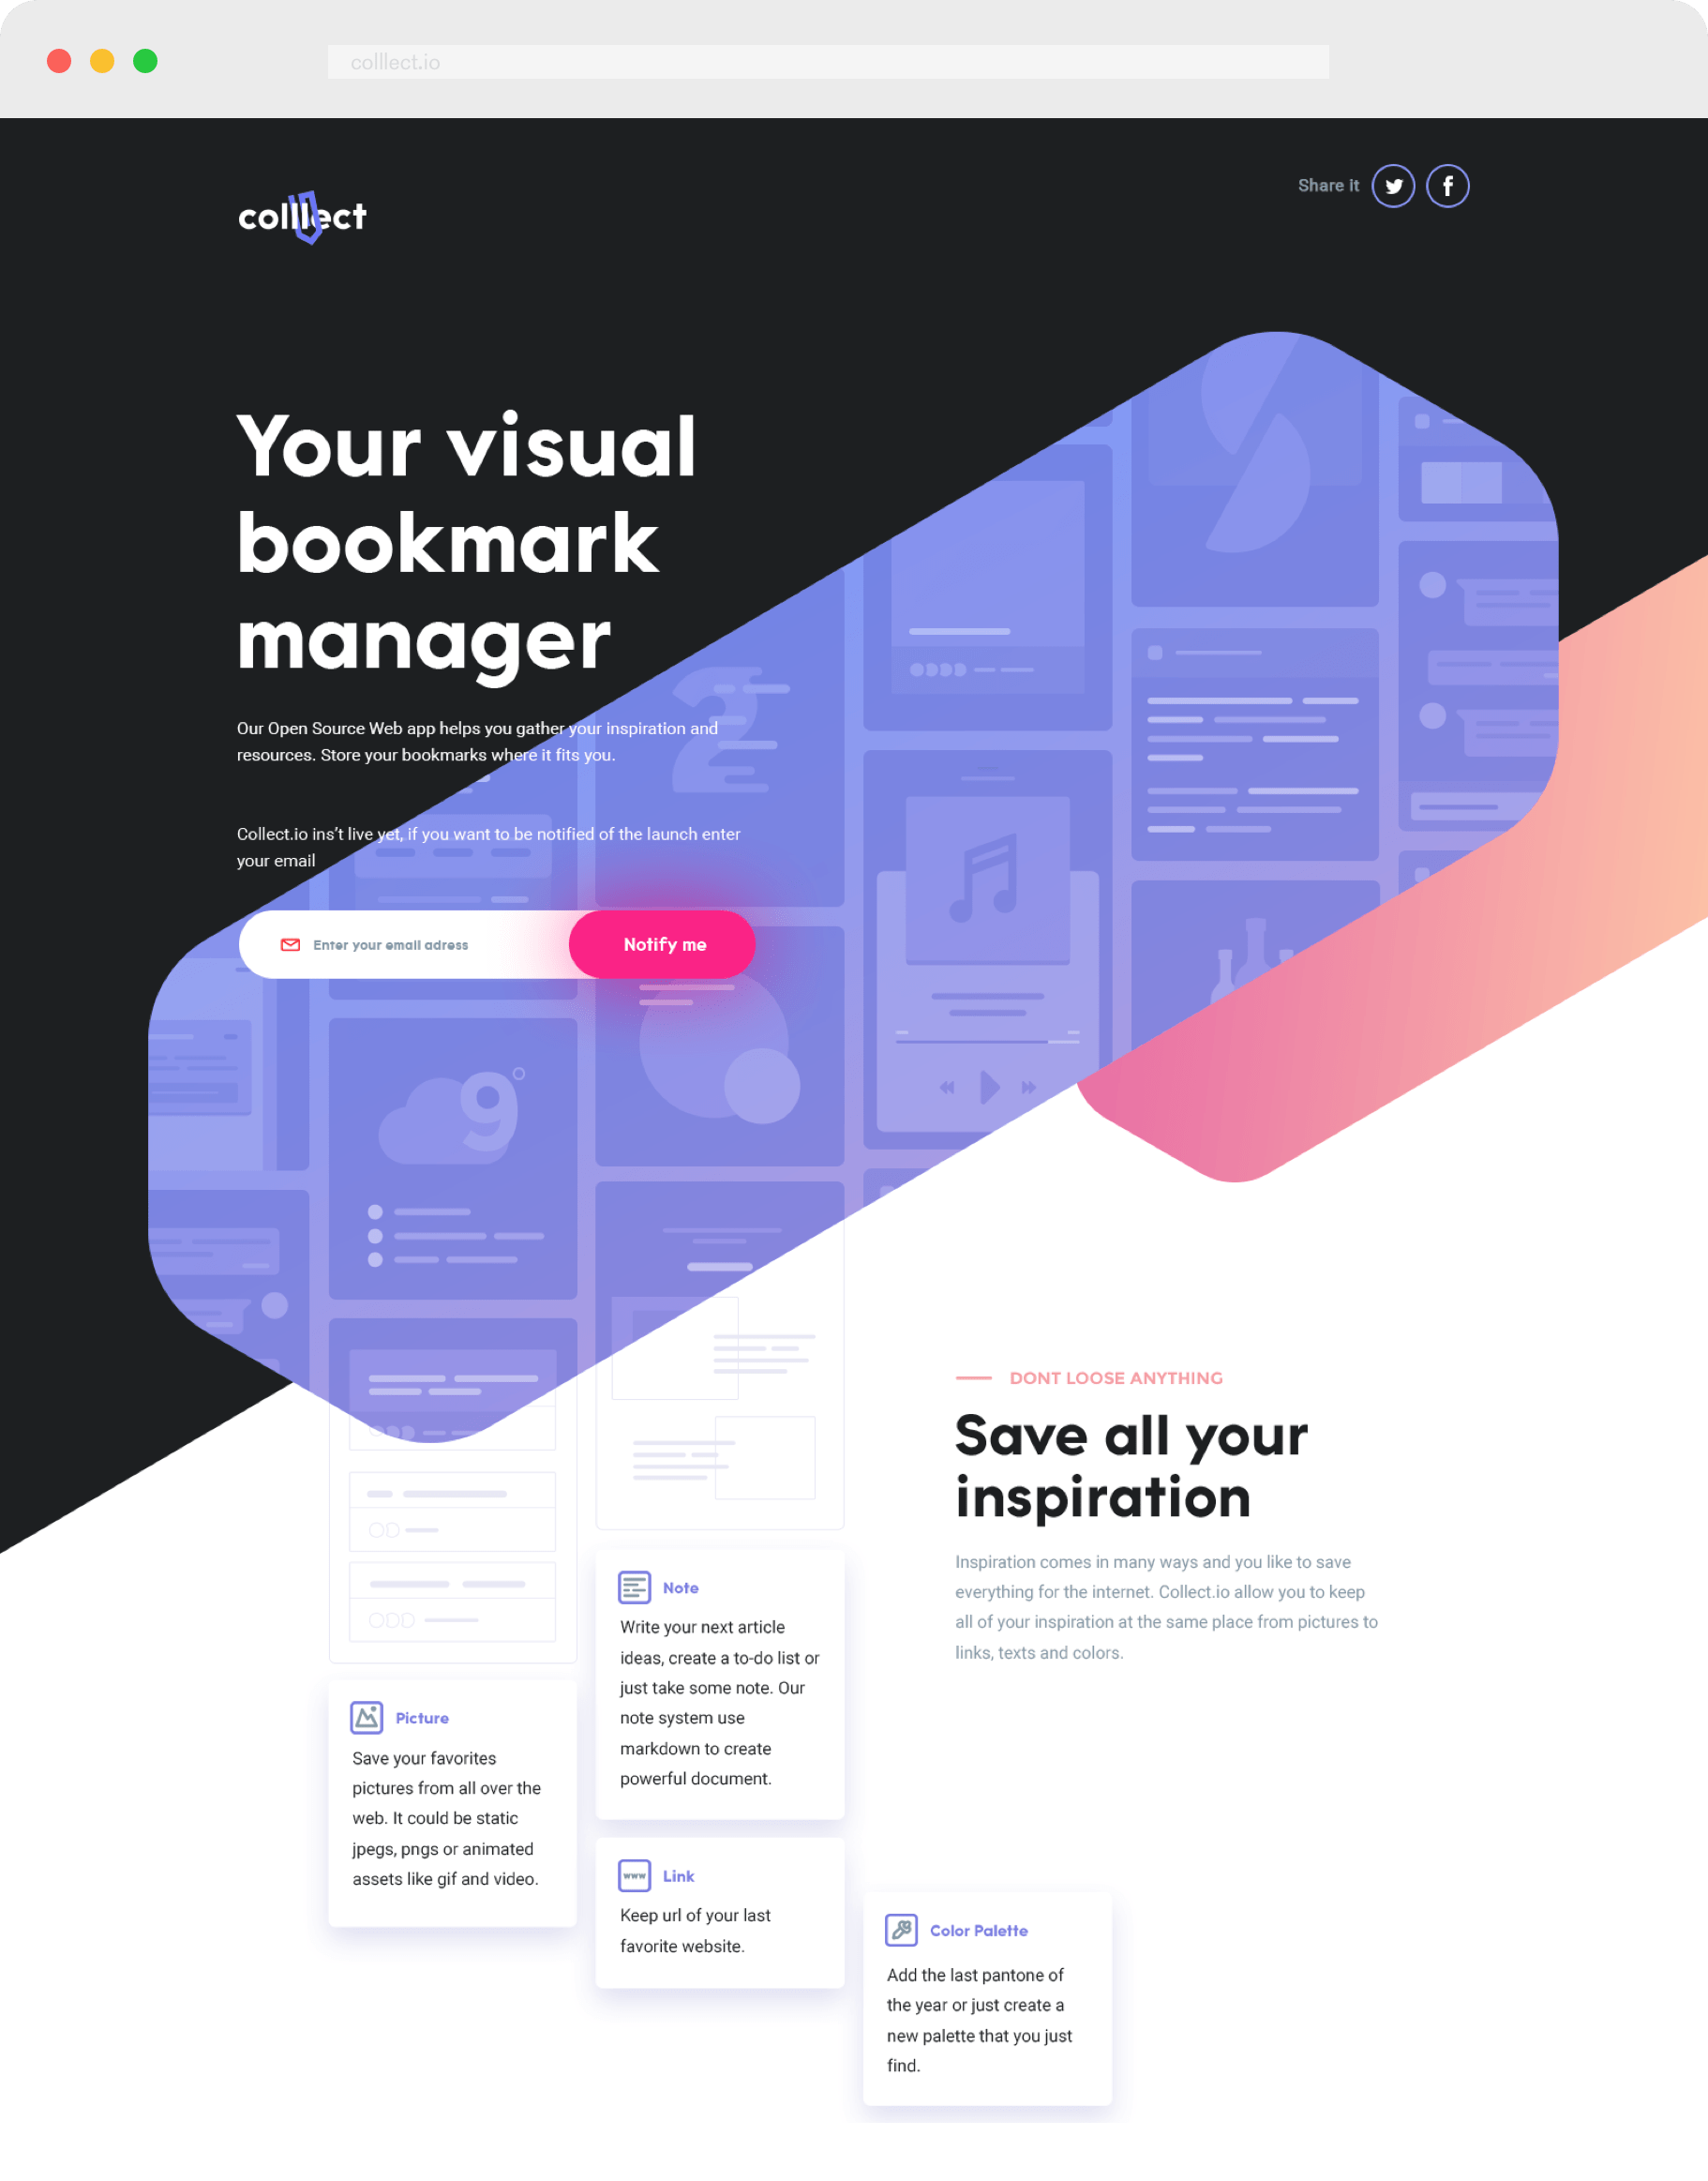 colllect.io
colllect
Share it
Your visual
bookmark
manager
Our Open Source Web app helps you gather your inspiration and
resources. Store your bookmarks where it fits you.
Collect.io ins't live yet, if you want to be notified of the launch enter
your email
Enter your email adress
Notify me
2
9°
DONT LOOSE ANYTHING
Save all your
inspiration
Inspiration comes in many ways and you like to save
everything for the internet. Collect.io allow you to keep
all of your inspiration at the same place from pictures to
links, texts and colors.
Note
Write your next article
ideas, create a to-do list or
just take some note. Our
note system use
markdown to create
powerful document.
Picture
Save your favorites
pictures from all over the
web. It could be static
jpegs, pngs or animated
assets like gif and video.
www
Link
Keep url of your last
favorite website.
Color Palette
Add the last pantone of
the year or just create a
new palette that you just
find.